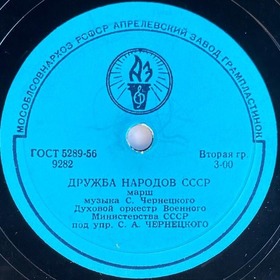 МОСОБЛСОВНАРХОЗ РСФСР АПРЕЛЕВСКИЙ ЗАВОД ГРАМПЛАСТИНОК
АЗ
ГОСТ 5289-56
9282
Вторая гр.
3-00
ДРУЖБА НАРОДОВ СССР
марш
музыка С. Чернецкого
Духовой оркестр Военного
Министерства СССР
под упр. С. А. ЧЕРНЕЦКОГО